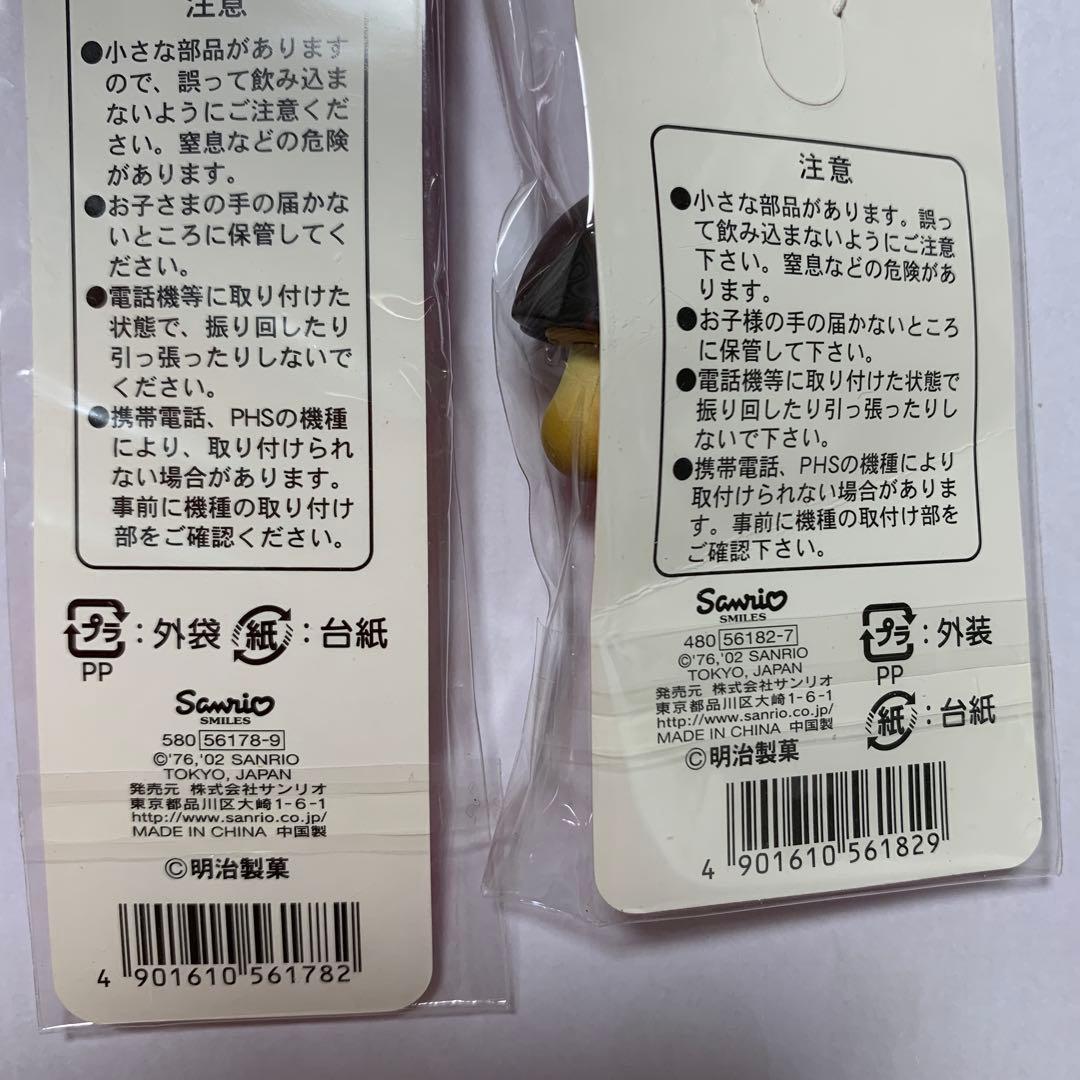 注意
●小さな部品があります
ので、誤って飲み込ま
ないようにご注意くだ
さい。窒息などの危険
があります。
●お子さまの手の届かな
いところに保管してく
ださい。
●電話機等に取り付けた
状態で、振り回したり
引っ張ったりしないで
ください。
●携帯電話、PHSの機種
により、取り付けられ
ない場合があります。
事前に機種の取り付け
部をご確認ください。
プラ:外袋 紙:台紙
PP
Sanrio
SMILES
580 56178-9
©'76,'02 SANRIO
TOKYO, JAPAN
発売元 株式会社サンリオ
東京都品川区大崎1-6-1
http://www.sanrio.co.jp/
MADE IN CHINA 中国製
©明治製菓
4 901610 561782
注意
●小さな部品があります。誤っ
て飲み込まないようにご注意
下さい。窒息などの危険があ
ります。
●お子様の手の届かないところ
に保管して下さい。
●電話機等に取り付けた状態で
振り回したり引っ張ったりし
ないで下さい。
●携帯電話、PHSの機種により
取付けられない場合がありま
す。事前に機種の取付け部を
ご確認下さい。
Sanrio
SMILES
480 56182-7
©'76,'02 SANRIO
TOKYO, JAPAN
発売元 株式会社サンリオ
東京都品川区大崎1-6-1
http://www.sanrio.co.jp/
MADE IN CHINA 中国製
©明治製菓
プラ:外装
PP
紙:台紙
4 901610 561829